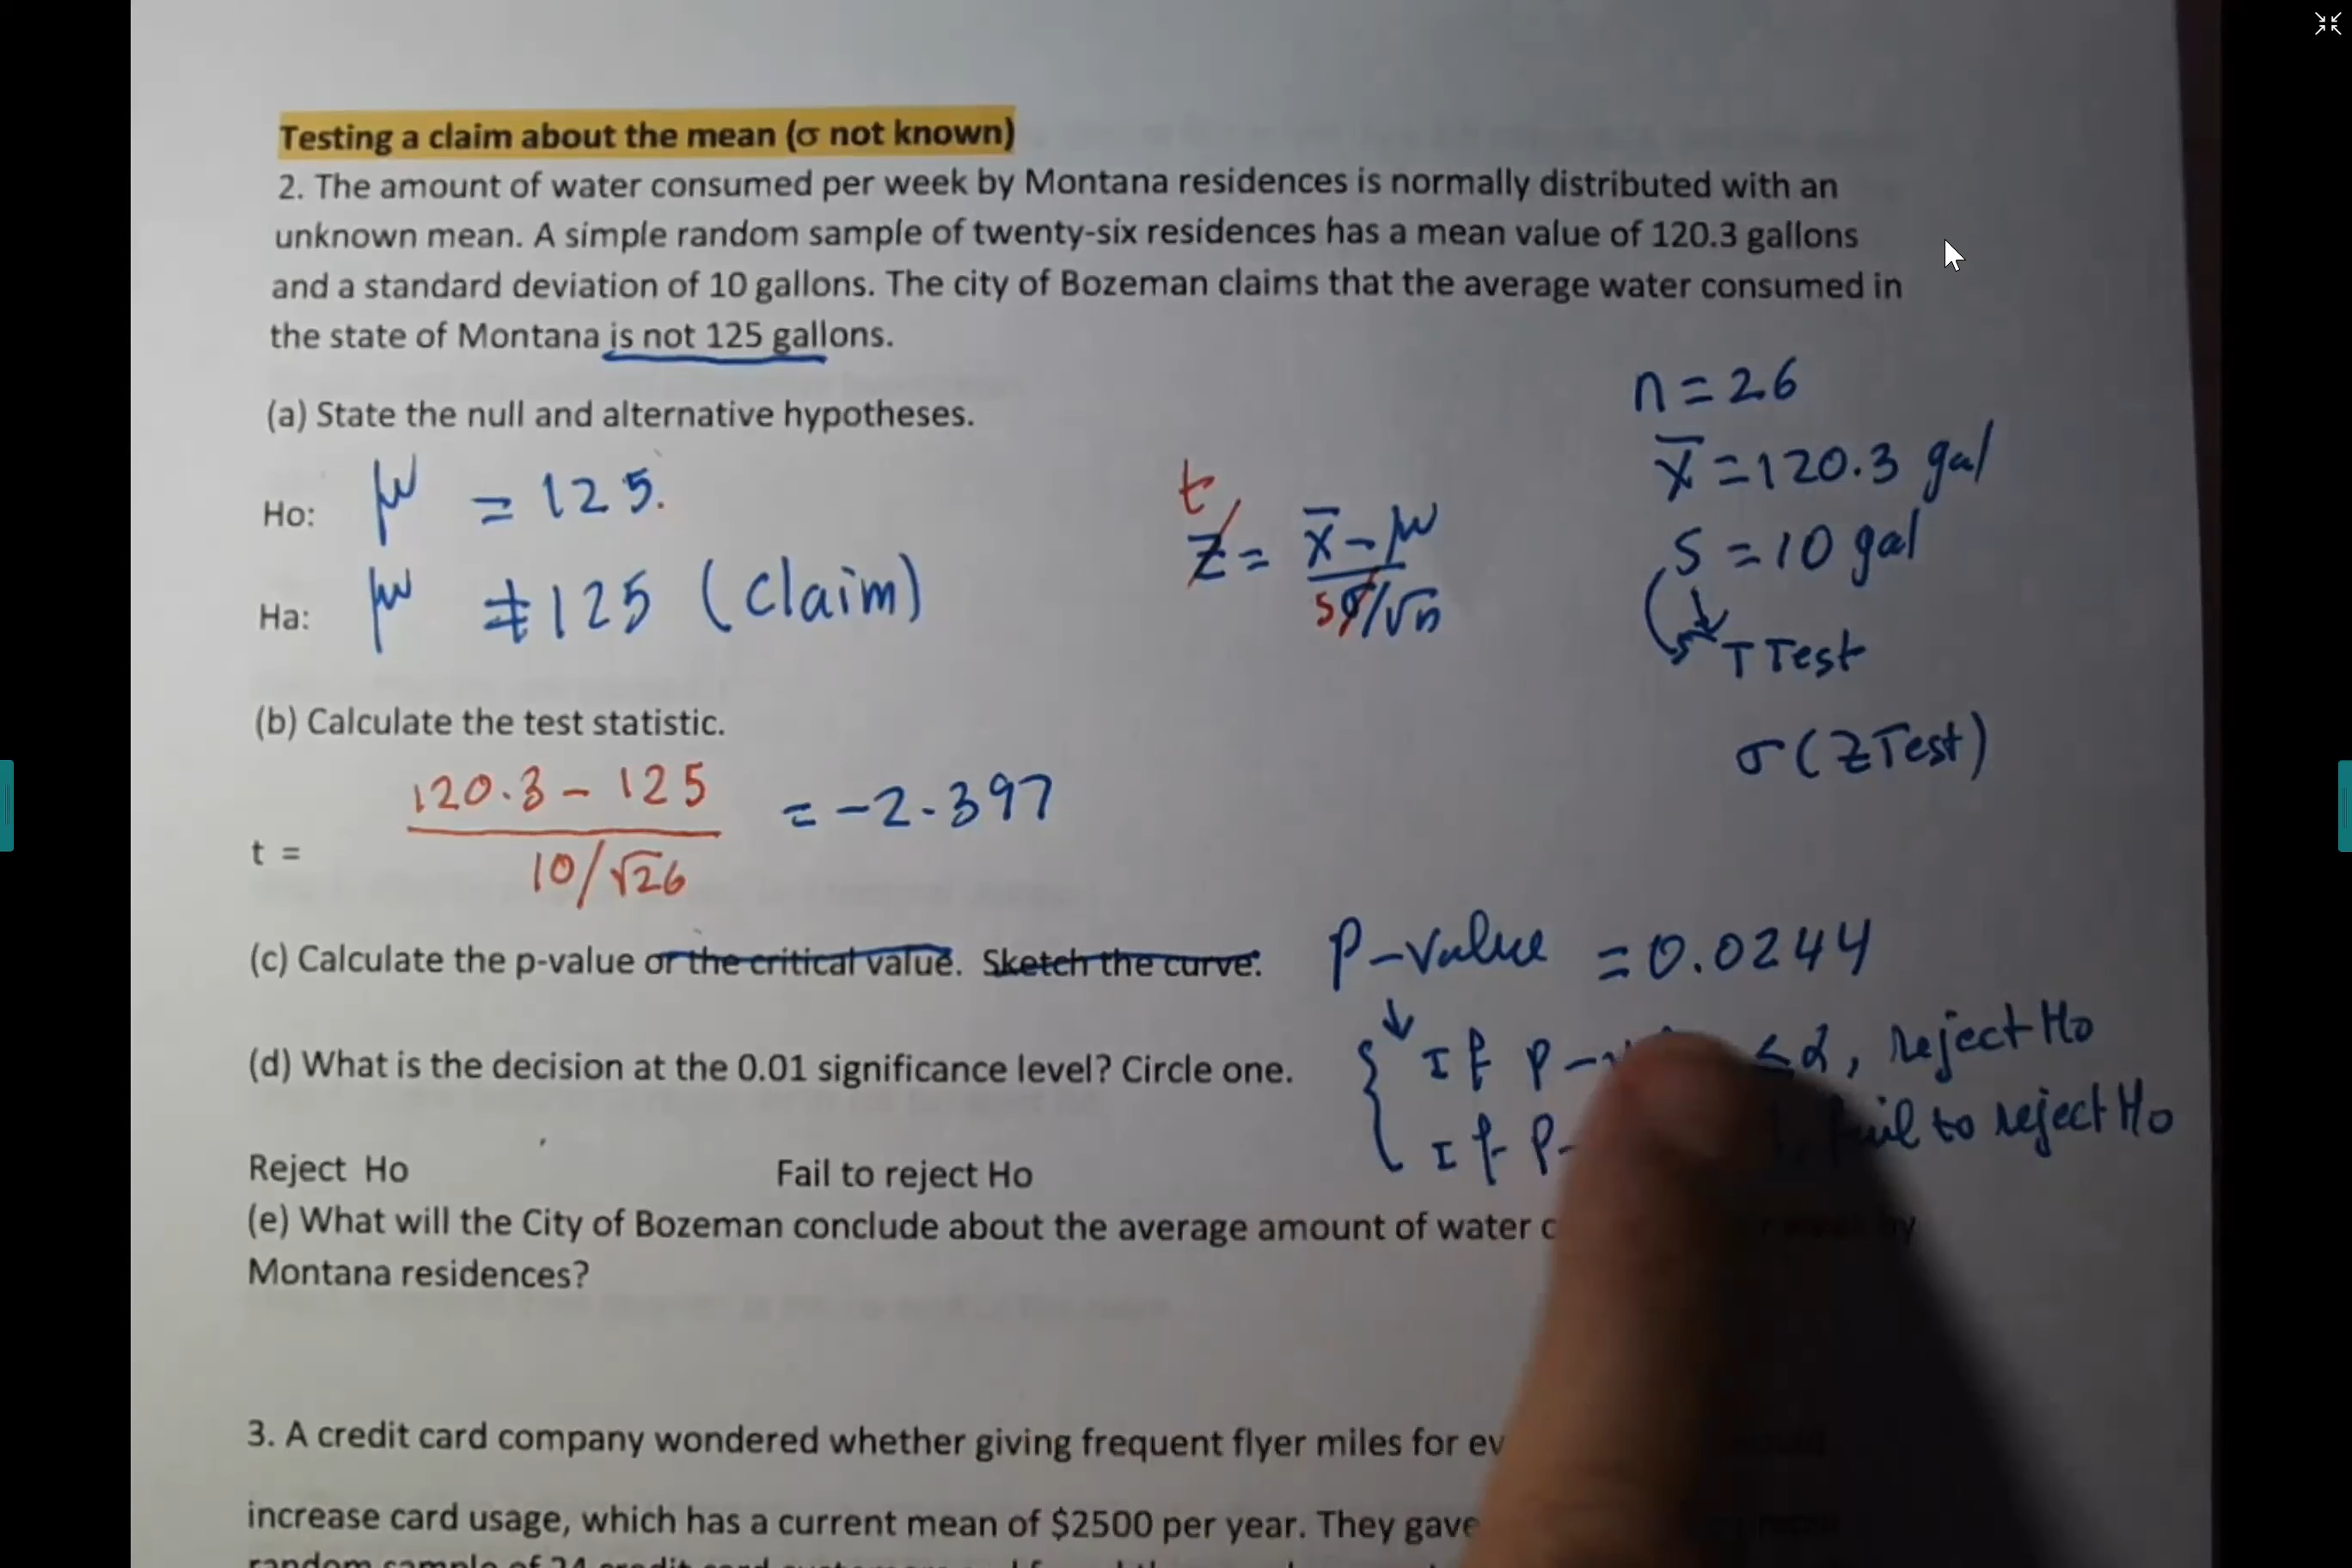 Testing a claim about the mean (σ not known)
2. The amount of water consumed per week by Montana residences is normally distributed with an
unknown mean. A simple random sample of twenty-six residences has a mean value of 120.3 gallons
and a standard deviation of 10 gallons. The city of Bozeman claims that the average water consumed in
the state of Montana is not 125 gallons.
n = 26
(a) State the null and alternative hypotheses.
x̄ = 120.3 gal
Ho: μ = 125.
t
z = x̄ - μ
s σ/√n
s = 10 gal
Ha: μ ≠ 125 (claim)
T Test
(b) Calculate the test statistic.
σ (Z Test)
120.3 - 125 = -2.397
t =
10/√26
(c) Calculate the p-value or the critical value. Sketch the curve. P-value = 0.0244
If p- ≤ α, reject Ho
(d) What is the decision at the 0.01 significance level? Circle one.
If P- fail to reject Ho
Reject Ho Fail to reject Ho
(e) What will the City of Bozeman conclude about the average amount of water
Montana residences?
3. A credit card company wondered whether giving frequent flyer miles for
increase card usage, which has a current mean of $2500 per year. They gave
random sample of 24 credit card